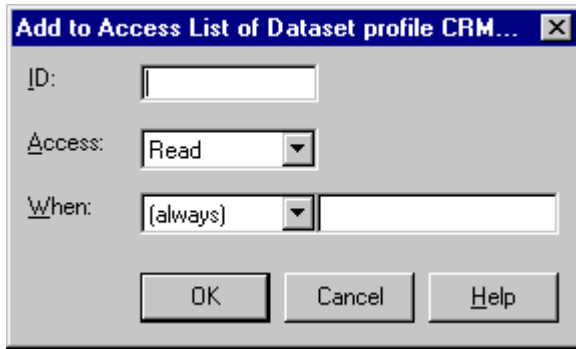 Add to Access List of Dataset profile CRM...
ID:
Access: Read
When: (always)
OK Cancel Help